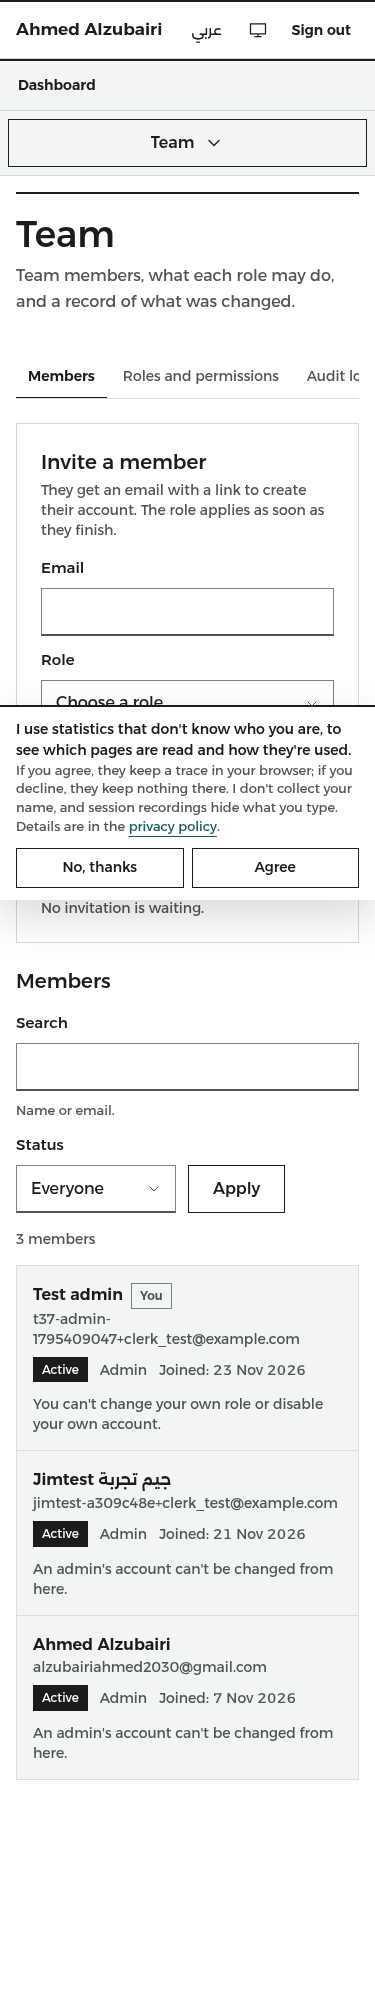 Ahmed Alzubairi
عربي
Sign out
Dashboard
Team
Team
Team members, what each role may do,
and a record of what was changed.
Members
Roles and permissions
Audit lo
Invite a member
They get an email with a link to create
their account. The role applies as soon as
they finish.
Email
Role
Choose a role
I use statistics that don't know who you are, to
see which pages are read and how they're used.
If you agree, they keep a trace in your browser; if you
decline, they keep nothing there. I don't collect your
name, and session recordings hide what you type.
Details are in the privacy policy.
No, thanks
Agree
No invitation is waiting.
Members
Search
Name or email.
Status
Everyone
Apply
3 members
Test admin You
t37-admin-
1795409047+clerk_test@example.com
Active Admin Joined: 23 Nov 2026
You can't change your own role or disable
your own account.
Jimtest جيم تجربة
jimtest-a309c48e+clerk_test@example.com
Active Admin Joined: 21 Nov 2026
An admin's account can't be changed from
here.
Ahmed Alzubairi
alzubairiahmed2030@gmail.com
Active Admin Joined: 7 Nov 2026
An admin's account can't be changed from
here.